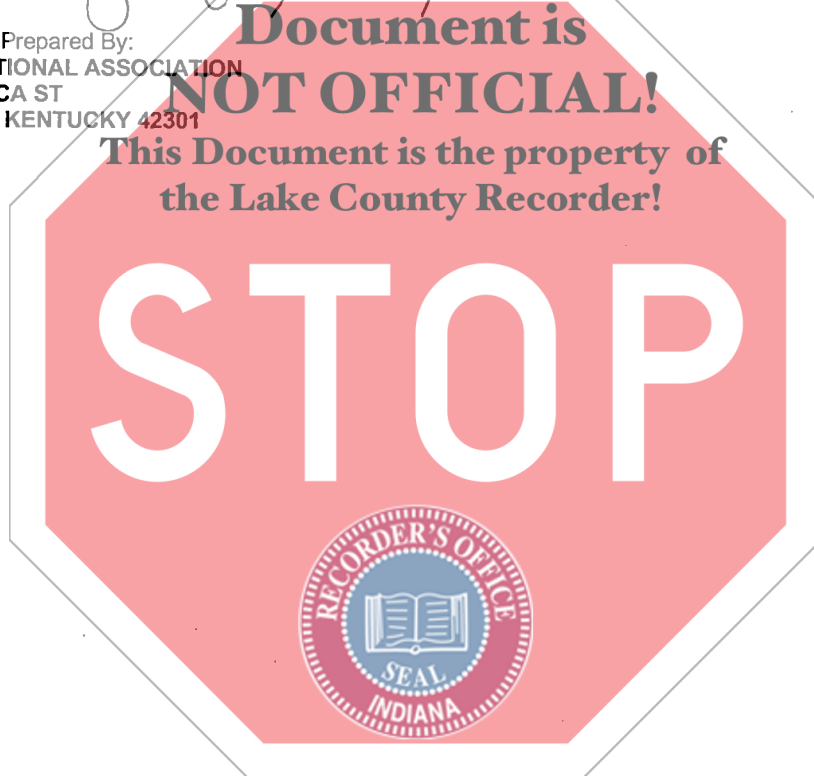 Document is
Prepared By:
TIONAL ASSOCIATION
CA ST
NOT OFFICIAL!
KENTUCKY 42301
This Document is the property of
the Lake County Recorder!
STOP
RECORDER'S OFFICE
SEAL
INDIANA